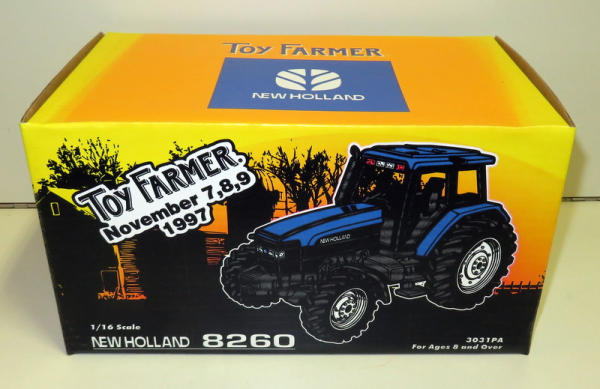 TOY FARMER
NEW HOLLAND
TOY FARMER.
November 7,8,9
1997
NEW HOLLAND
1/16 Scale
NEW HOLLAND 8260
3031PA
For Ages 8 and Over